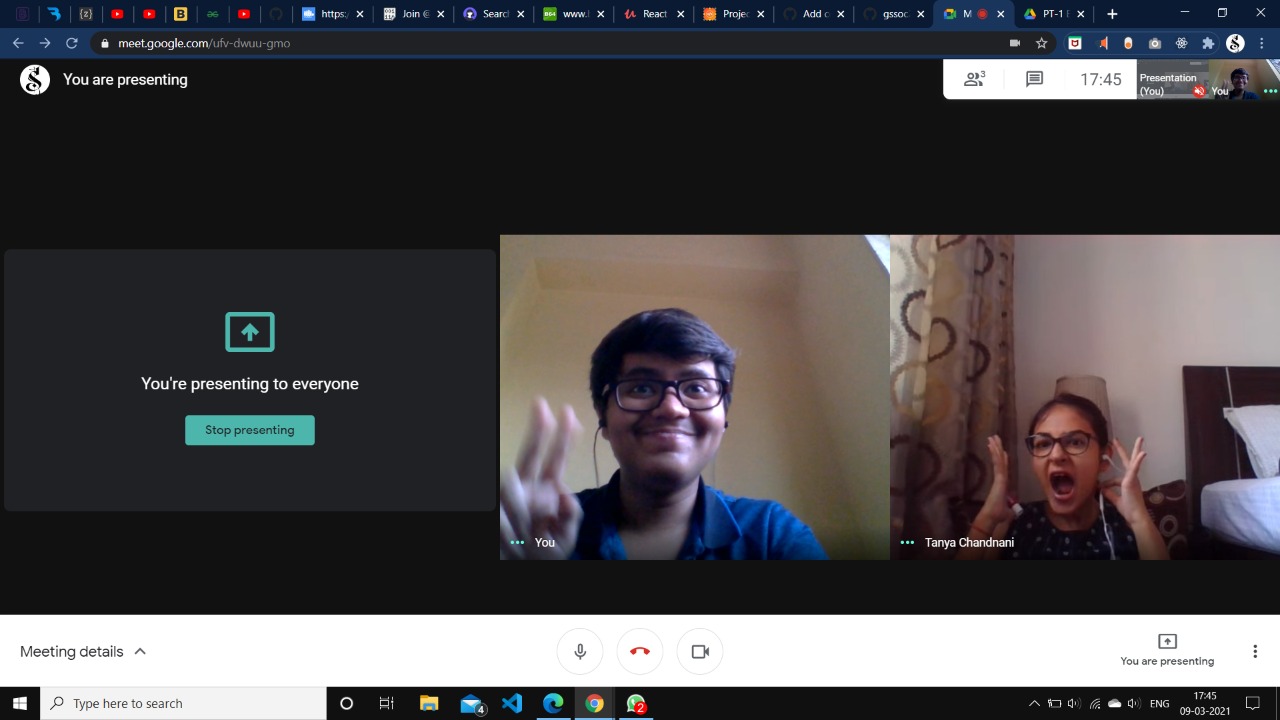 https:/
Join @
Searcl
www.l
React
Projec
Add c
gssoc
M
PT-1 E
meet.google.com/ufv-dwuu-gmo
You are presenting
3
17:45
Presentation
(You)
You
You're presenting to everyone
Stop presenting
You
Tanya Chandnani
Meeting details
You are presenting
Type here to search
4
2
ENG
17:45
09-03-2021